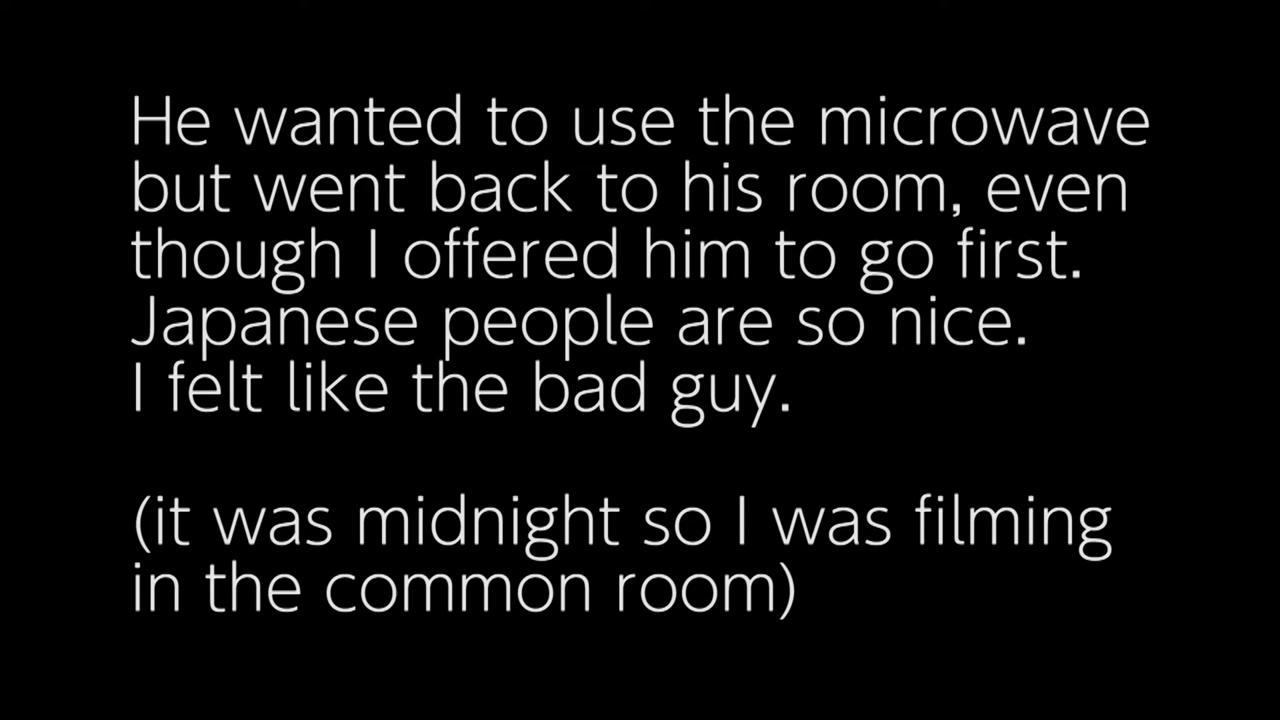 He wanted to use the microwave
but went back to his room, even
though I offered him to go first.
Japanese people are so nice.
I felt like the bad guy.
(it was midnight so I was filming
in the common room)